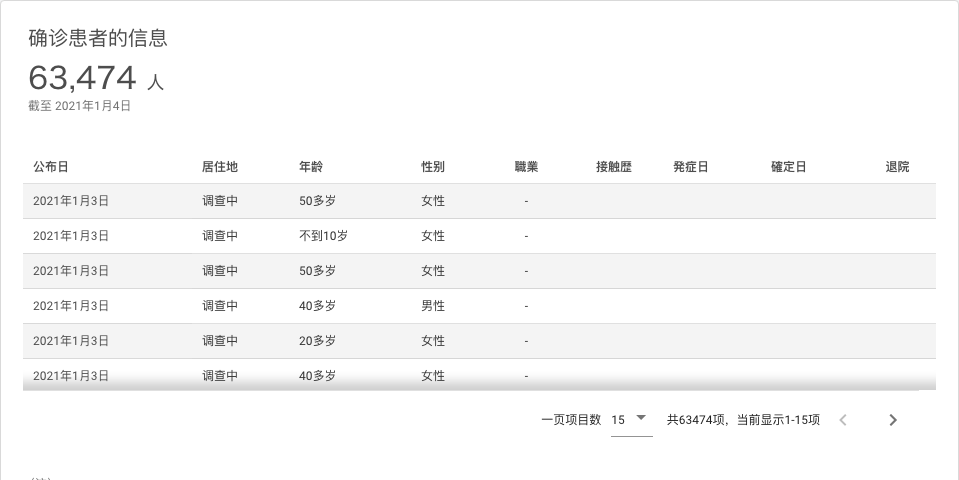 确诊患者的信息
63,474 人
截至 2021年1月4日
公布日 居住地 年龄 性别 職業 接触歴 発症日 確定日 退院
2021年1月3日 调查中 50多岁 女性 -
2021年1月3日 调查中 不到10岁 女性 -
2021年1月3日 调查中 50多岁 女性 -
2021年1月3日 调查中 40多岁 男性 -
2021年1月3日 调查中 20多岁 女性 -
2021年1月3日 调查中 40多岁 女性 -
一页项目数 15 共63474项，当前显示1-15项